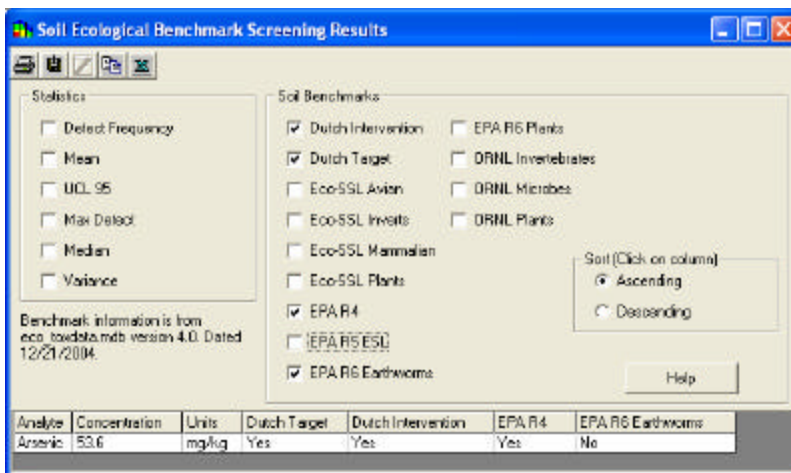 Soil Ecological Benchmark Screening Results
Statistics
Detect Frequency
Mean
UCL 95
Max Detect
Median
Variance
Benchmark information is from
eco_toxdata.mdb version 4.0. Dated
12/21/2004.
Soil Benchmarks
Dutch Intervention
Dutch Target
Eco-SSL Avian
Eco-SSL Inverts
Eco-SSL Mammalian
Eco-SSL Plants
EPA R4
EPA R5 ESL
EPA R6 Earthworms
EPA R6 Plants
ORNL Invertebrates
ORNL Microbes
ORNL Plants
Sort (Click on column)
Ascending
Descending
Help
Analyte Concentration Units Dutch Target Dutch Intervention EPA R4 EPA R6 Earthworms
Arsenic 53.6 mg/kg Yes Yes Yes No